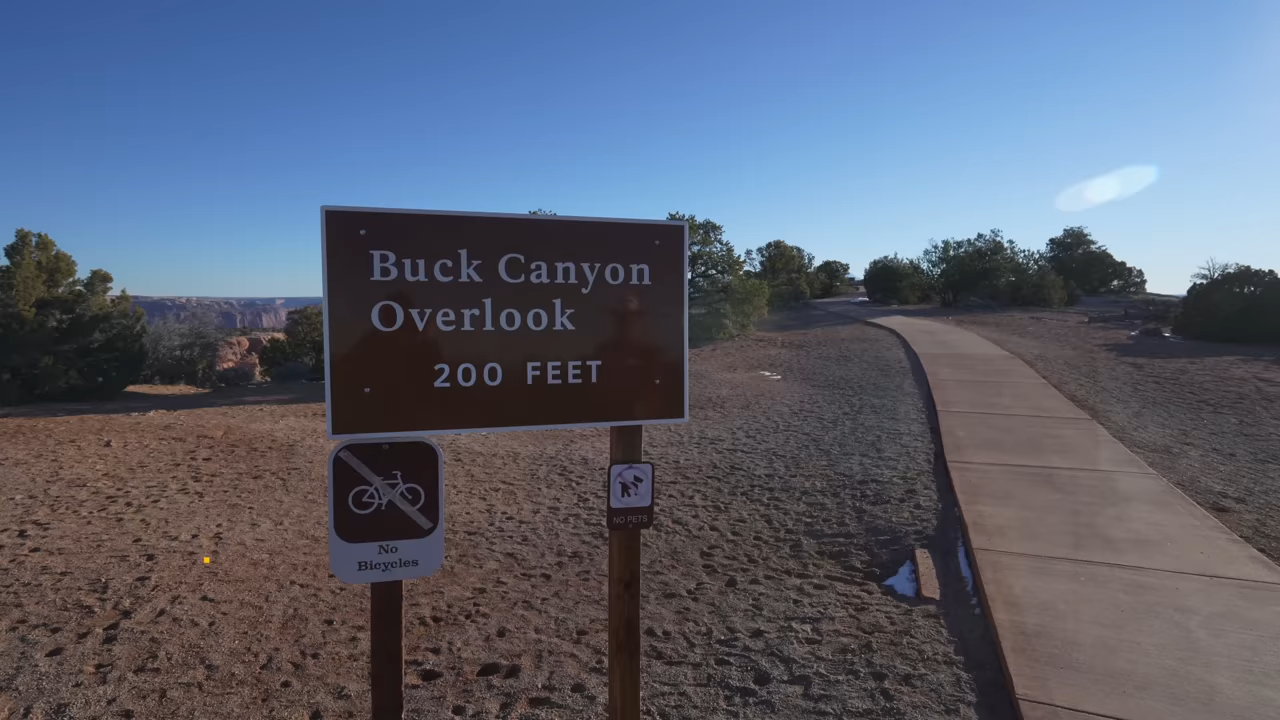 Buck Canyon
Overlook
200 FEET
No
Bicycles
NO PETS